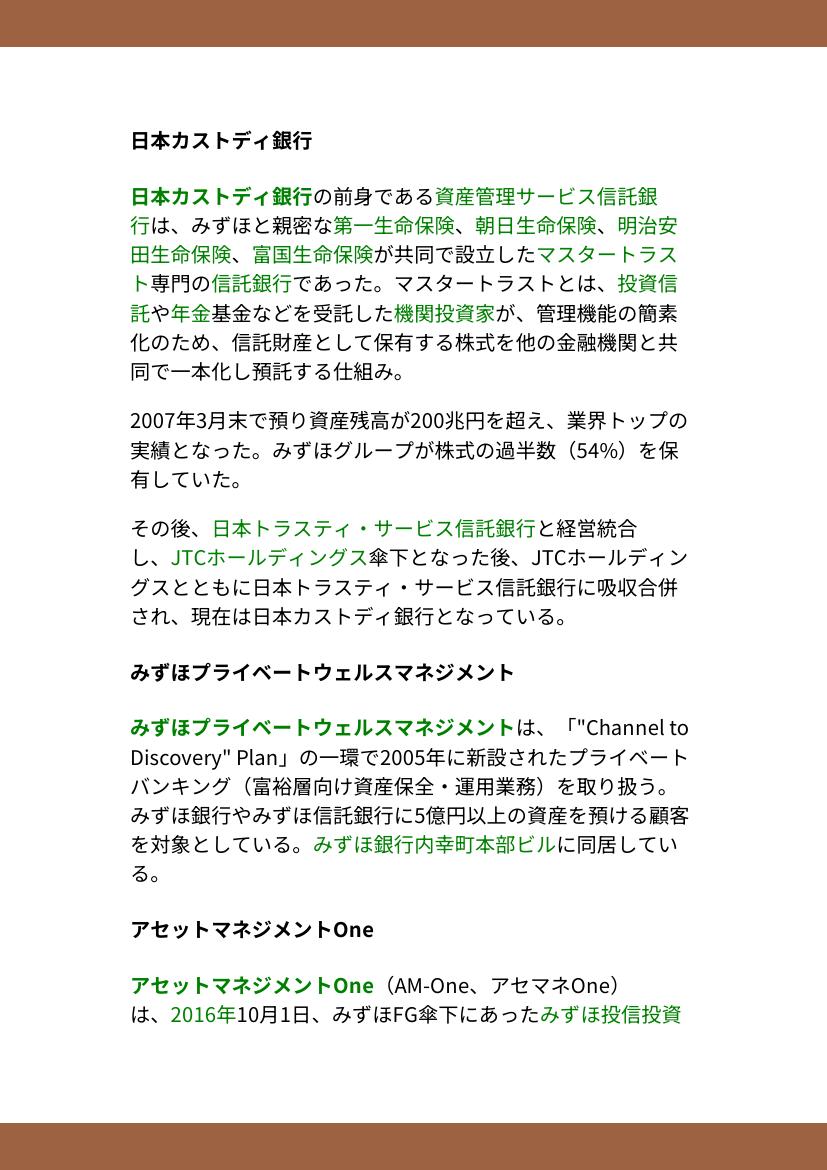 日本カストディ銀行
日本カストディ銀行の前身である資産管理サービス信託銀
行は、みずほと親密な第一生命保険、朝日生命保険、明治安
田生命保険、富国生命保険が共同で設立したマスタートラス
ト専門の信託銀行であった。マスタートラストとは、投資信
託や年金基金などを受託した機関投資家が、管理機能の簡素
化のため、信託財産として保有する株式を他の金融機関と共
同で一本化し預託する仕組み。
2007年3月末で預り資産残高が200兆円を超え、業界トップの
実績となった。みずほグループが株式の過半数（54%）を保
有していた。
その後、日本トラスティ・サービス信託銀行と経営統合
し、JTCホールディングス傘下となった後、JTCホールディン
グスとともに日本トラスティ・サービス信託銀行に吸収合併
され、現在は日本カストディ銀行となっている。
みずほプライベートウェルスマネジメント
みずほプライベートウェルスマネジメントは、「"Channel to
Discovery" Plan」の一環で2005年に新設されたプライベート
バンキング（富裕層向け資産保全・運用業務）を取り扱う。
みずほ銀行やみずほ信託銀行に5億円以上の資産を預ける顧客
を対象としている。みずほ銀行内幸町本部ビルに同居してい
る。
アセットマネジメントOne
アセットマネジメントOne（AM-One、アセマネOne）
は、2016年10月1日、みずほFG傘下にあったみずほ投信投資